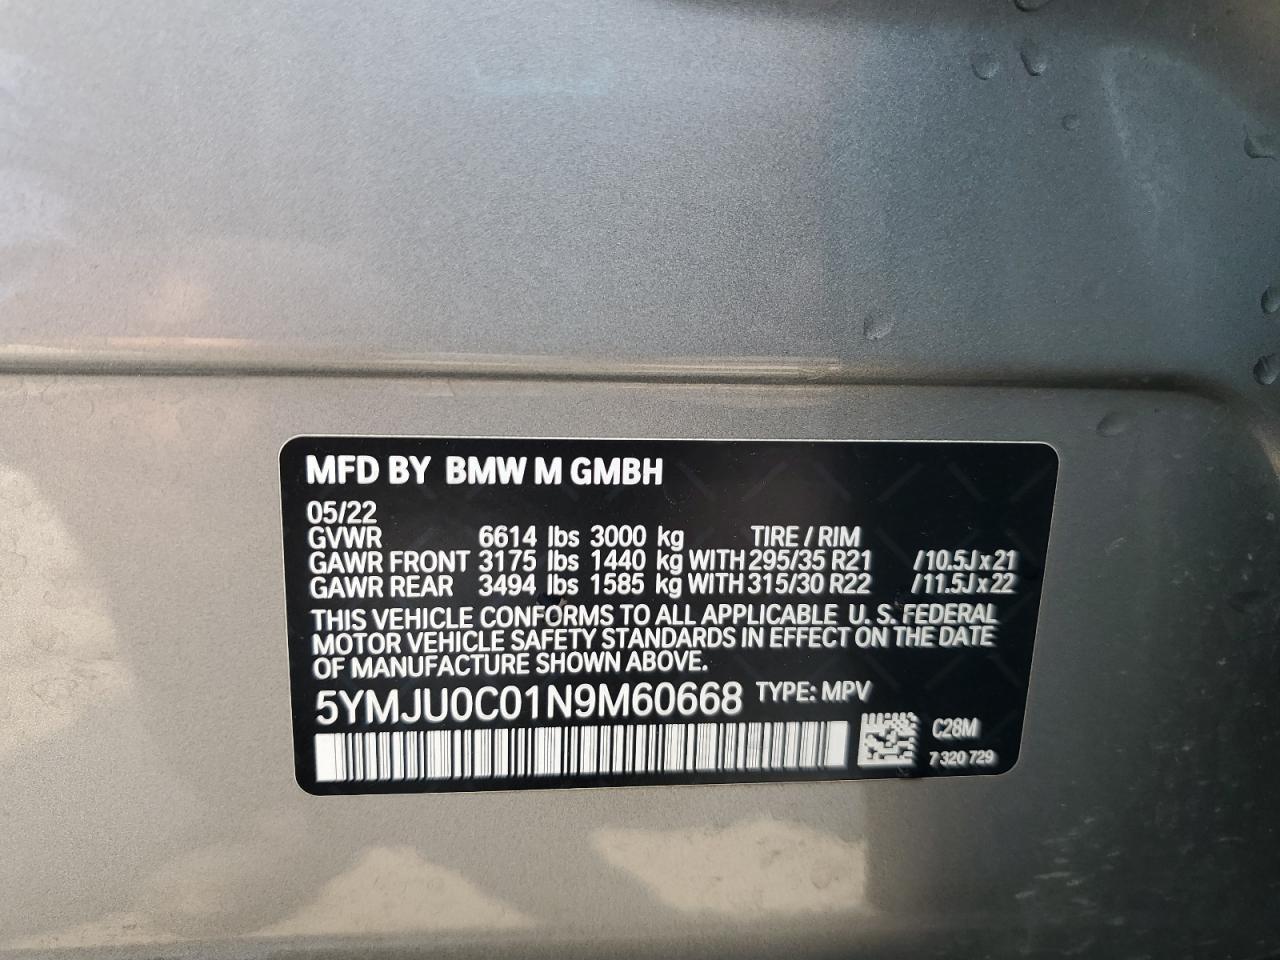 MFD BY BMW M GMBH
05/22
GVWR 6614 lbs 3000 kg TIRE / RIM
GAWR FRONT 3175 lbs 1440 kg WITH 295/35 R21 /10.5J x 21
GAWR REAR 3494 lbs 1585 kg WITH 315/30 R22 /11.5J x 22
THIS VEHICLE CONFORMS TO ALL APPLICABLE U. S. FEDERAL
MOTOR VEHICLE SAFETY STANDARDS IN EFFECT ON THE DATE
OF MANUFACTURE SHOWN ABOVE.
5YMJU0C01N9M60668 TYPE: MPV
C28M
7 320 729